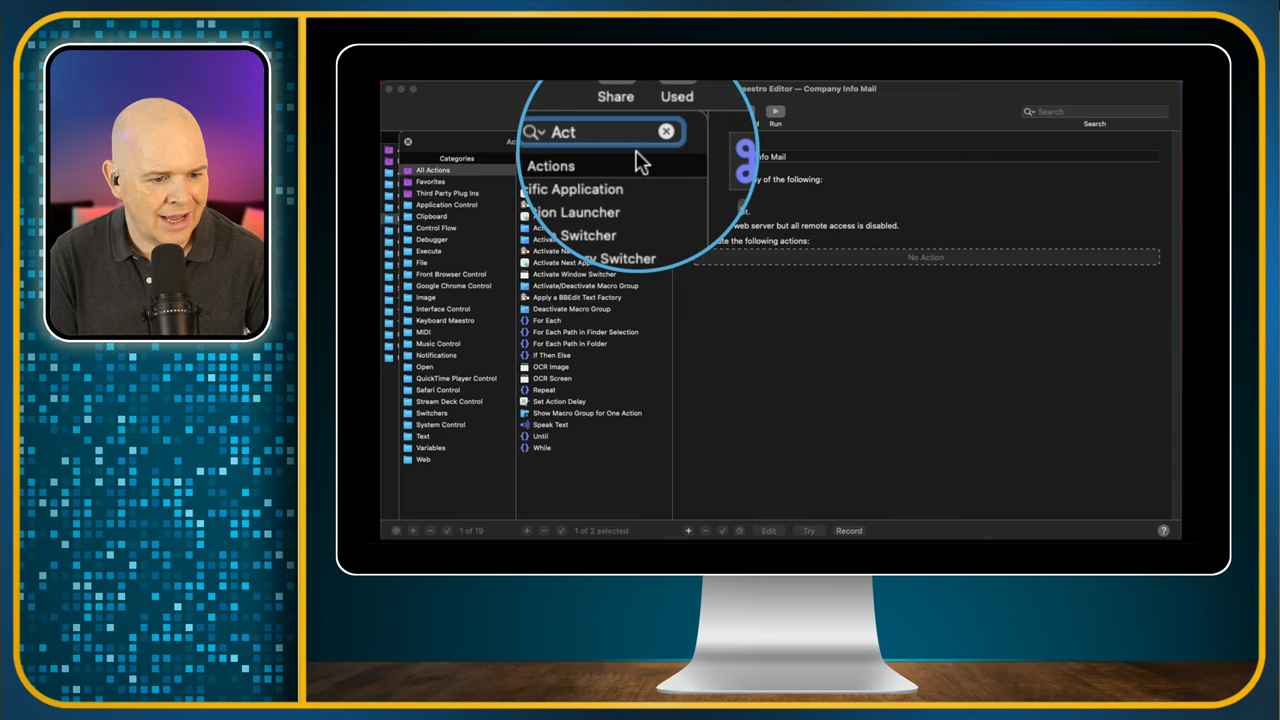 Share Used
Act
Actions
ific Application
ion Launcher
Switcher
ry Switcher
estro Editor — Company Info Mail
Run
Search
Search
nfo Mail
ny of the following:
web server but all remote access is disabled.
te the following actions:
No Action
Categories
All Actions
Favorites
Third Party Plug Ins
Application Control
Clipboard
Control Flow
Debugger
Execute
File
Front Browser Control
Google Chrome Control
Image
Interface Control
Keyboard Maestro
MIDI
Music Control
Notifications
Open
QuickTime Player Control
Safari Control
Stream Deck Control
Switchers
System Control
Text
Variables
Web
Activate Window Switcher
Activate/Deactivate Macro Group
Apply a BBEdit Text Factory
Deactivate Macro Group
For Each
For Each Path in Finder Selection
For Each Path in Folder
If Then Else
OCR Image
OCR Screen
Repeat
Set Action Delay
Show Macro Group for One Action
Speak Text
Until
While
1 of 19
1 of 2 selected
Edit Try Record
?